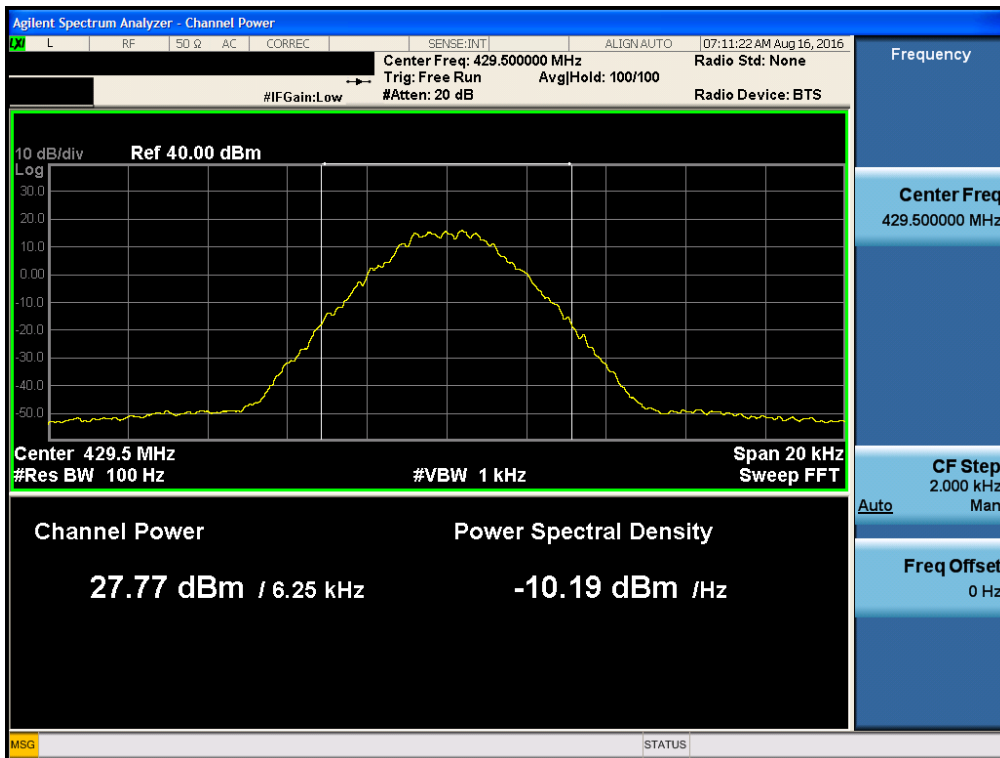 Agilent Spectrum Analyzer - Channel Power
LXI L RF 50 Ω AC CORREC SENSE:INT ALIGN AUTO 07:11:22 AM Aug 16, 2016
Center Freq: 429.500000 MHz Radio Std: None
Trig: Free Run Avg|Hold: 100/100
#IFGain:Low #Atten: 20 dB Radio Device: BTS
10 dB/div Ref 40.00 dBm
Log
30.0
20.0
10.0
0.00
-10.0
-20.0
-30.0
-40.0
-50.0
Center 429.5 MHz Span 20 kHz
#Res BW 100 Hz #VBW 1 kHz Sweep FFT
Channel Power Power Spectral Density
27.77 dBm / 6.25 kHz -10.19 dBm /Hz
Frequency
Center Freq
429.500000 MHz
CF Step
2.000 kHz
Auto Man
Freq Offset
0 Hz
MSG STATUS